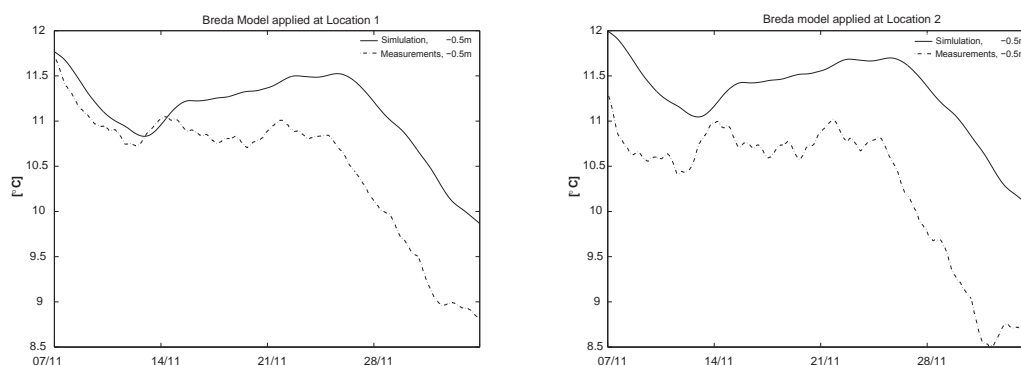 Breda Model applied at Location 1
12
11.5
11
10.5
10
9.5
9
8.5
[°C]
Simlulation, −0.5m
Measurements, −0.5m
07/11 14/11 21/11 28/11
Breda model applied at Location 2
12
11.5
11
10.5
10
9.5
9
8.5
[°C]
Simlulation, −0.5m
Measurements, −0.5m
07/11 14/11 21/11 28/11